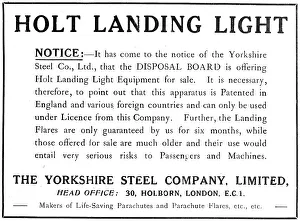 HOLT LANDING LIGHT
NOTICE:—It has come to the notice of the Yorkshire
Steel Co., Ltd., that the DISPOSAL BOARD is offering
Holt Landing Light Equipment for sale. It is necessary,
therefore, to point out that this apparatus is Patented in
England and various foreign countries and can only be used
under Licence from this Company. Further, the Landing
Flares are only guaranteed by us for six months, while
those offered for sale are much older and their use would
entail very serious risks to Passengers and Machines.
THE YORKSHIRE STEEL COMPANY, LIMITED,
HEAD OFFICE: 30, HOLBORN, LONDON, E.C.1.
Makers of Life-Saving Parachutes and Parachute Flares, etc., etc.